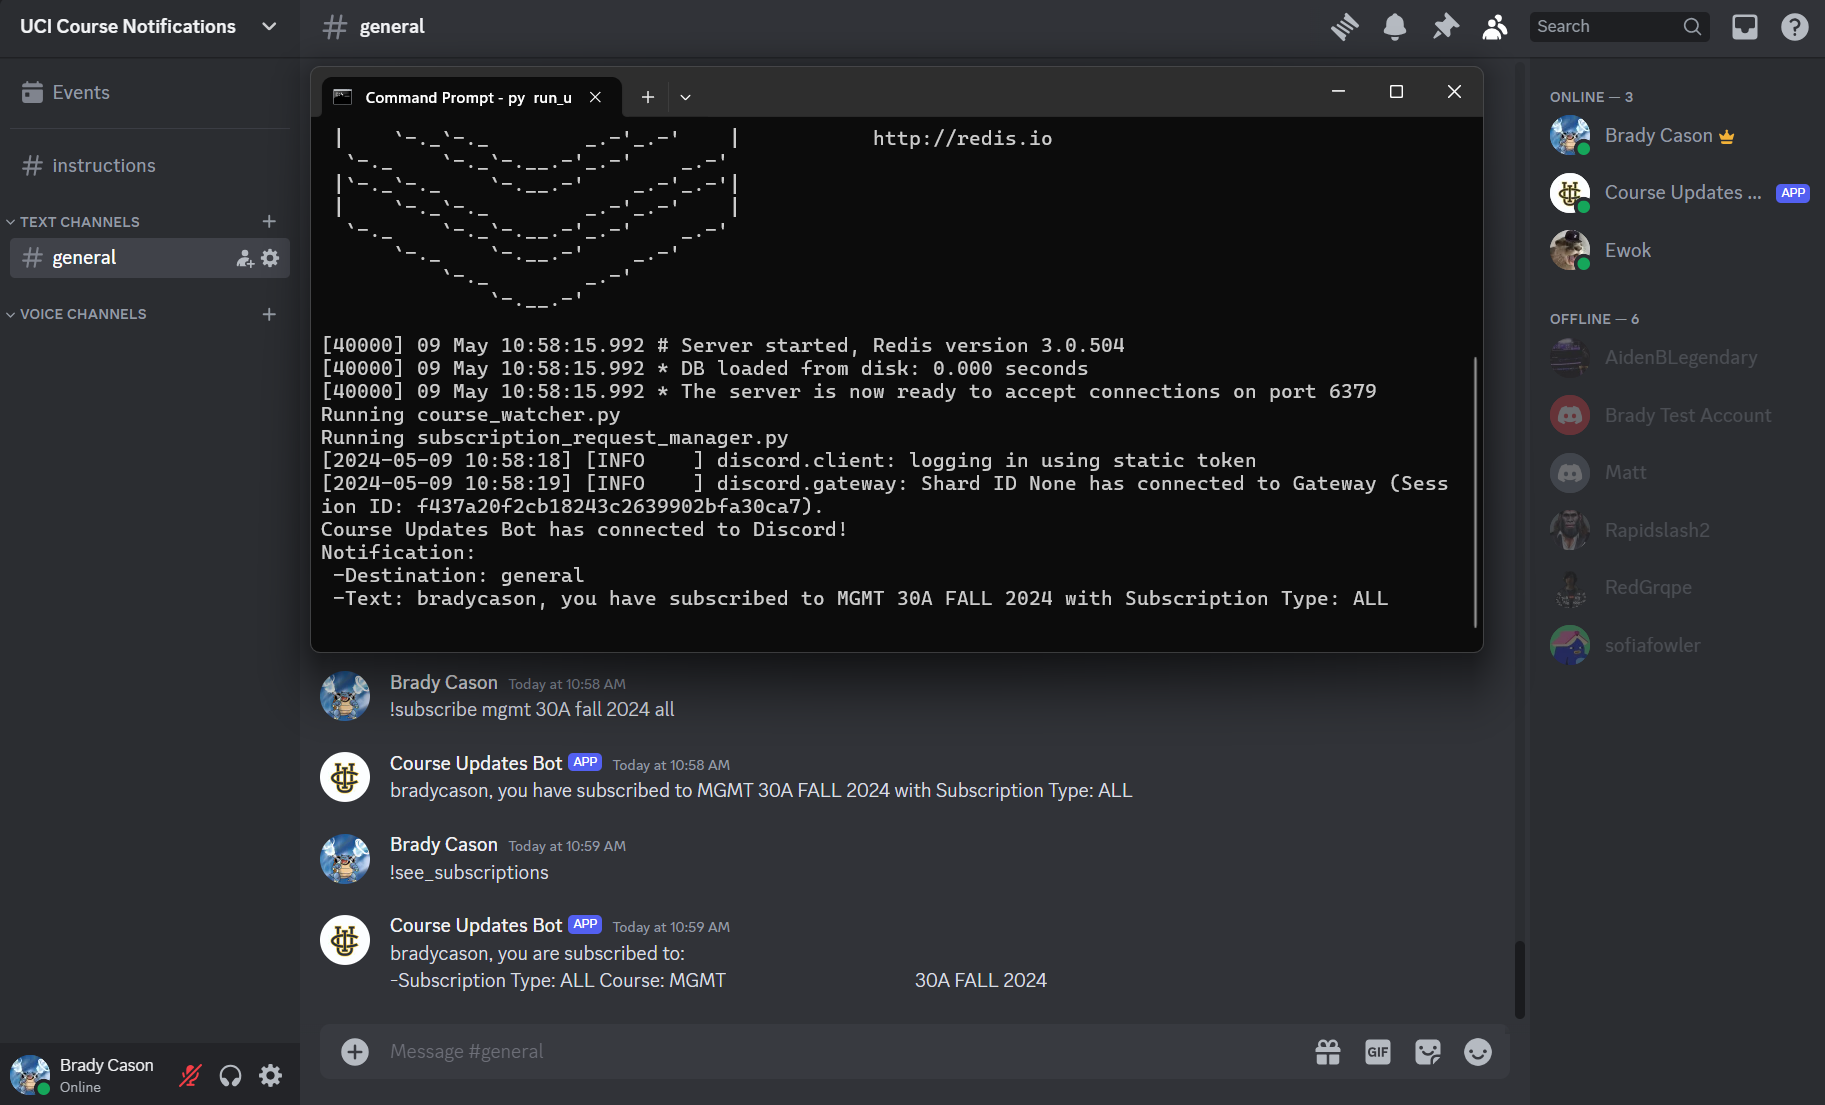 UCI Course Notifications
Events
instructions
TEXT CHANNELS
general
VOICE CHANNELS
Brady Cason
Online
general
Search
Command Prompt - py  run_u
http://redis.io
[40000] 09 May 10:58:15.992 # Server started, Redis version 3.0.504
[40000] 09 May 10:58:15.992 * DB loaded from disk: 0.000 seconds
[40000] 09 May 10:58:15.992 * The server is now ready to accept connections on port 6379
Running course_watcher.py
Running subscription_request_manager.py
[2024-05-09 10:58:18] [INFO    ] discord.client: logging in using static token
[2024-05-09 10:58:19] [INFO    ] discord.gateway: Shard ID None has connected to Gateway (Sess
ion ID: f437a20f2cb18243c2639902bfa30ca7).
Course Updates Bot has connected to Discord!
Notification:
-Destination: general
-Text: bradycason, you have subscribed to MGMT 30A FALL 2024 with Subscription Type: ALL
Brady Cason Today at 10:58 AM
!subscribe mgmt 30A fall 2024 all
Course Updates Bot APP Today at 10:58 AM
bradycason, you have subscribed to MGMT 30A FALL 2024 with Subscription Type: ALL
Brady Cason Today at 10:59 AM
!see_subscriptions
Course Updates Bot APP Today at 10:59 AM
bradycason, you are subscribed to:
-Subscription Type: ALL Course: MGMT 30A FALL 2024
Message #general
GIF
ONLINE — 3
Brady Cason
Course Updates ... APP
Ewok
OFFLINE — 6
AidenBLegendary
Brady Test Account
Matt
Rapidslash2
RedGrqpe
sofiafowler